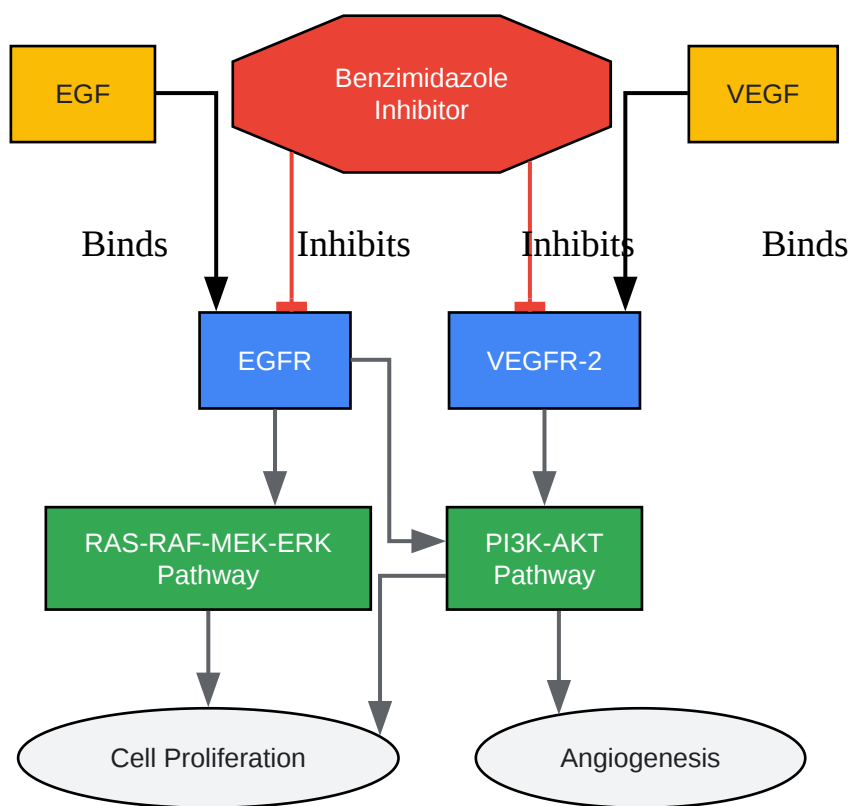 EGF
Benzimidazole
Inhibitor
VEGF
Binds
Inhibits
Inhibits
Binds
EGFR
VEGFR-2
RAS-RAF-MEK-ERK
Pathway
PI3K-AKT
Pathway
Cell Proliferation
Angiogenesis